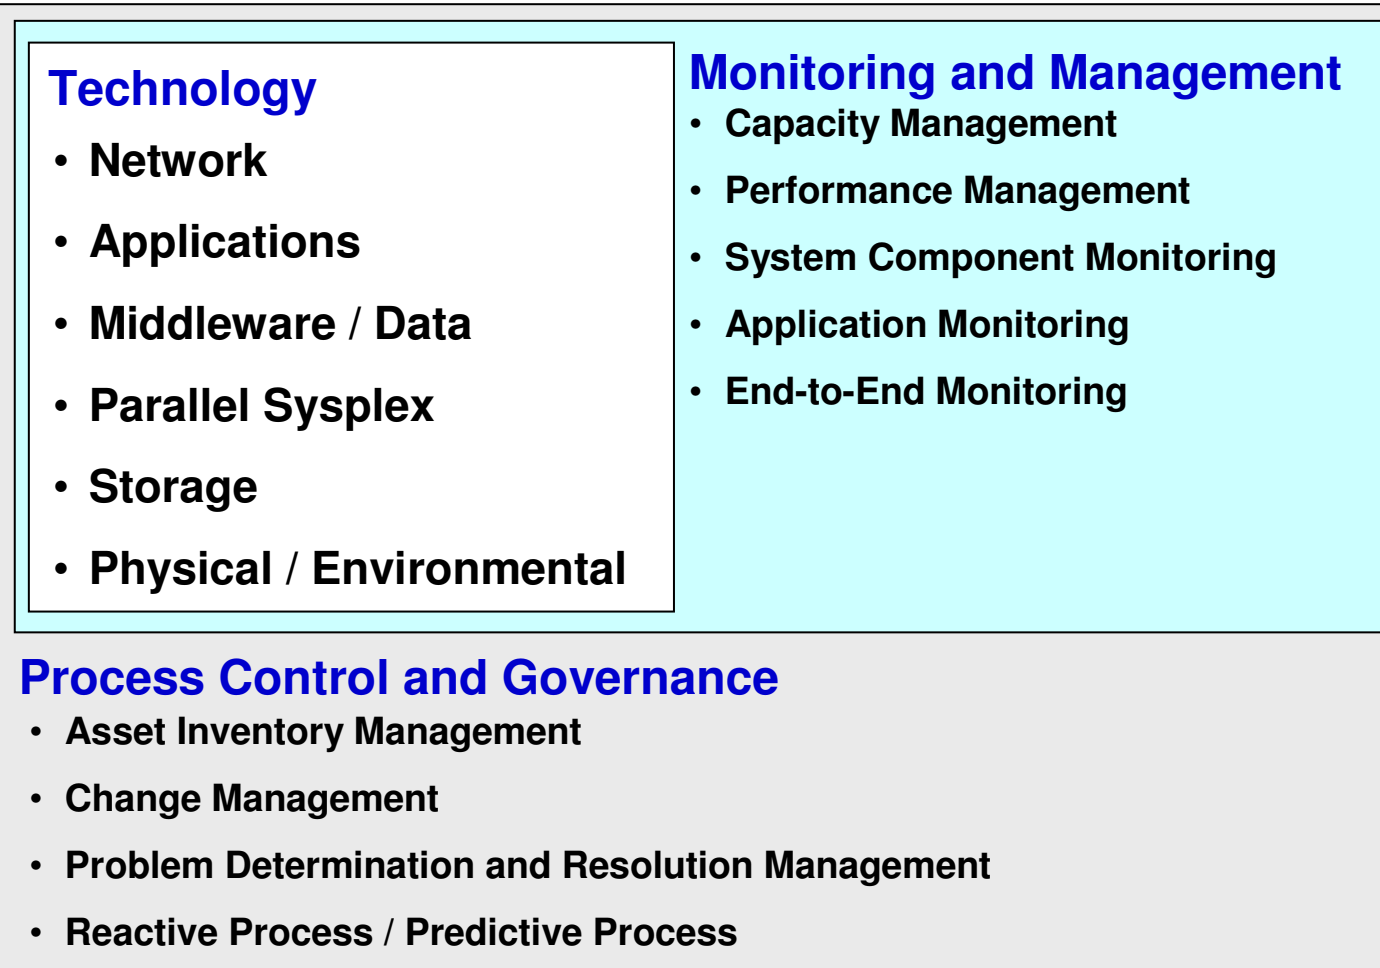 Technology
• Network
• Applications
• Middleware / Data
• Parallel Sysplex
• Storage
• Physical / Environmental
Monitoring and Management
• Capacity Management
• Performance Management
• System Component Monitoring
• Application Monitoring
• End-to-End Monitoring
Process Control and Governance
• Asset Inventory Management
• Change Management
• Problem Determination and Resolution Management
• Reactive Process / Predictive Process